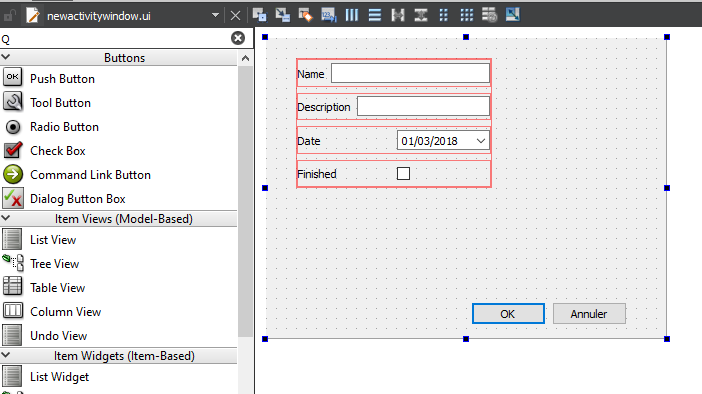 newactivitywindow.ui
Q
Buttons
OK
Push Button
Tool Button
Radio Button
Check Box
Command Link Button
Dialog Button Box
Item Views (Model-Based)
List View
Tree View
Table View
Column View
Undo View
Item Widgets (Item-Based)
List Widget
Name
Description
Date
01/03/2018
Finished
OK
Annuler